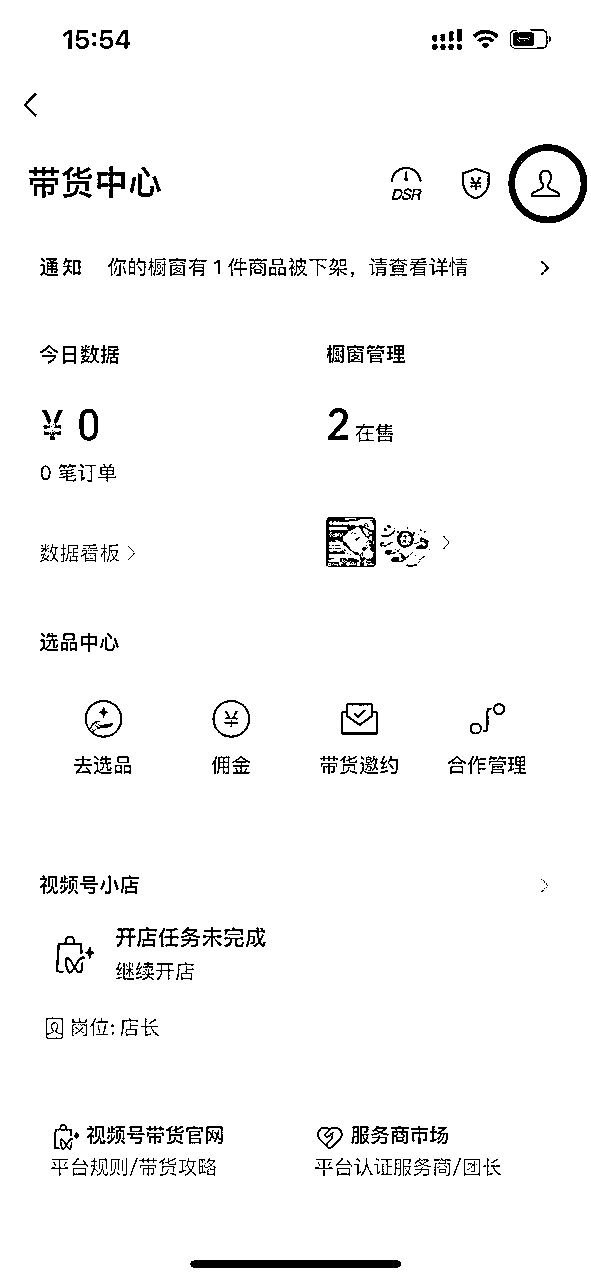 15:54
带货中心
DSR
通知 你的橱窗有1件商品被下架，请查看详情
今日数据 橱窗管理
¥ 0 2 在售
0 笔订单
数据看板
选品中心
去选品 佣金 带货邀约 合作管理
视频号小店
开店任务未完成
继续开店
岗位: 店长
视频号带货官网 服务商市场
平台规则/带货攻略 平台认证服务商/团长